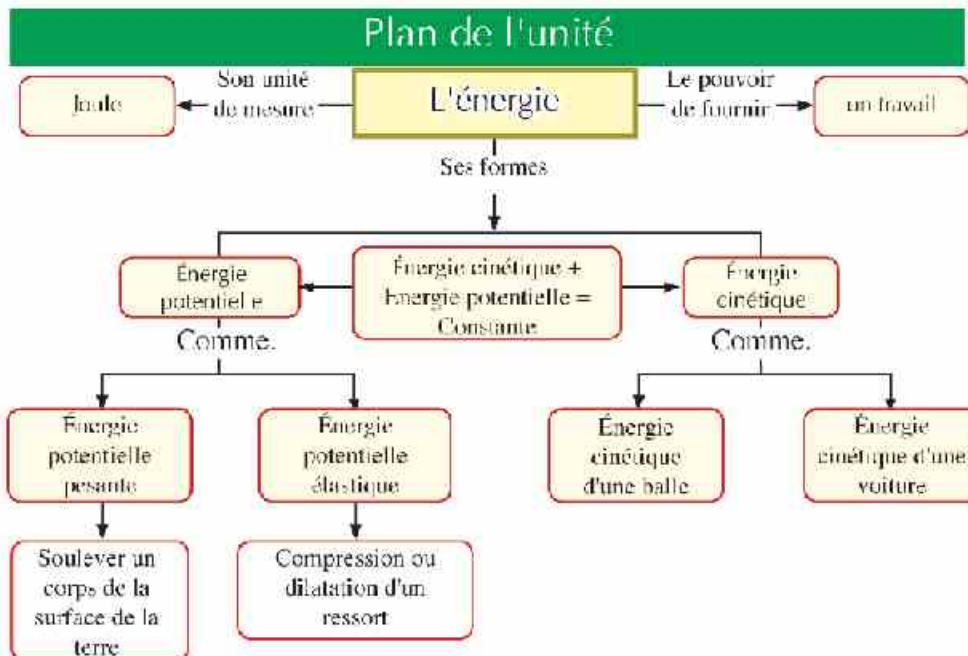 Plan de l'unité
Joule
Son unité
de mesure
L'énergie
Le pouvoir
de fournir
un travail
Ses formes
Énergie
potentiel e
Énergie cinétique +
Energie potentielle =
Constante
Énergie
cinétique
Comme.
Comme.
Énergie
potentielle
pesante
Énergie
potentielle
élastique
Énergie
cinétique
d'une balle
Énergie
cinétique d'une
voiture
Soulever un
corps de la
surface de la
terre
Compression ou
dilatation d'un
ressort